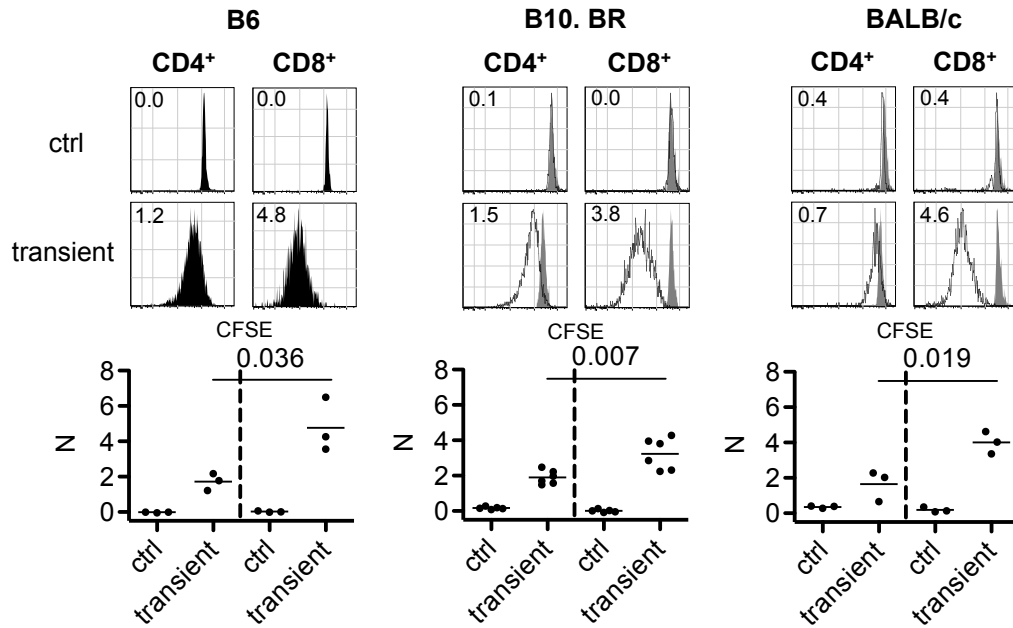 B6 B10. BR BALB/c
CD4+ CD8+ CD4+ CD8+ CD4+ CD8+
ctrl 0.0 0.0 0.1 0.0 0.4 0.4
transient 1.2 4.8 1.5 3.8 0.7 4.6
CFSE CFSE CFSE
0.036 0.007 0.019
8 8 8
6 6 6
N 4 N 4 N 4
2 2 2
0 0 0
ctrl transient ctrl transient ctrl transient ctrl transient ctrl transient ctrl transient